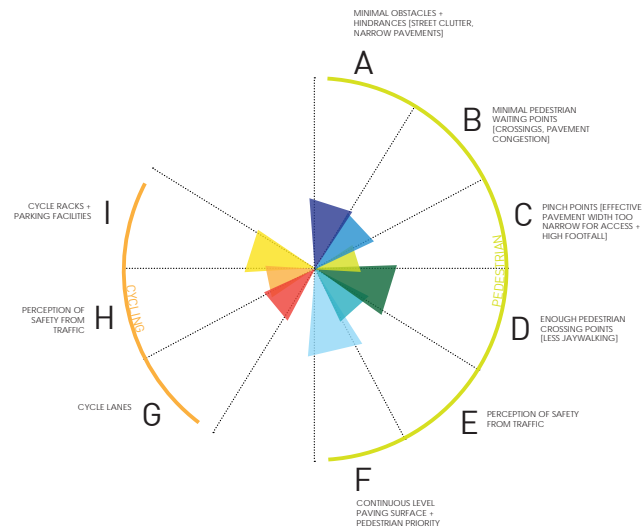 MINIMAL OBSTACLES +
HINDRANCES [STREET CLUTTER,
NARROW PAVEMENTS]
A
B
MINIMAL PEDESTRIAN
WAITING POINTS
[CROSSINGS, PAVEMENT
CONGESTION]
C
PINCH POINTS [EFFECTIVE
PAVEMENT WIDTH TOO
NARROW FOR ACCESS +
HIGH FOOTFALL]
PEDESTRIAN
D
ENOUGH PEDESTRIAN
CROSSING POINTS
[LESS JAYWALKING]
E
PERCEPTION OF SAFETY
FROM TRAFFIC
F
CONTINUOUS LEVEL
PAVING SURFACE +
PEDESTRIAN PRIORITY
G
CYCLE LANES
H
PERCEPTION OF
SAFETY FROM
TRAFFIC
CYCLING
I
CYCLE RACKS +
PARKING FACILITIES